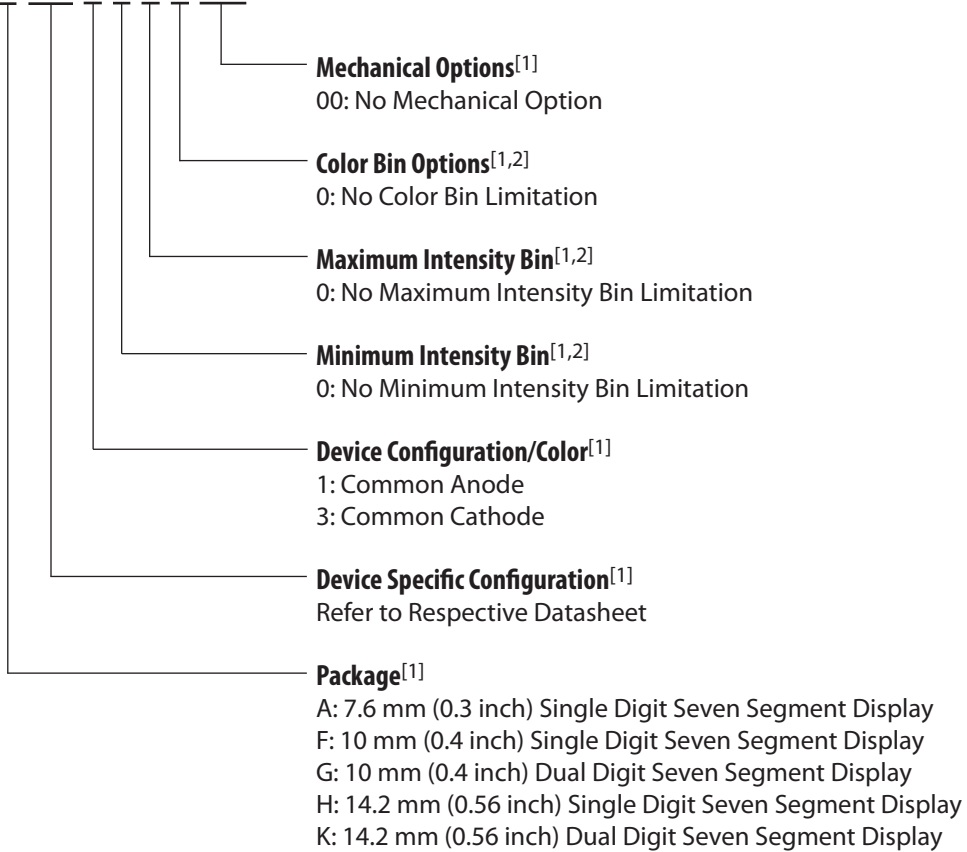 Mechanical Options[1]
00: No Mechanical Option
Color Bin Options[1,2]
0: No Color Bin Limitation
Maximum Intensity Bin[1,2]
0: No Maximum Intensity Bin Limitation
Minimum Intensity Bin[1,2]
0: No Minimum Intensity Bin Limitation
Device Configuration/Color[1]
1: Common Anode
3: Common Cathode
Device Specific Configuration[1]
Refer to Respective Datasheet
Package[1]
A: 7.6 mm (0.3 inch) Single Digit Seven Segment Display
F: 10 mm (0.4 inch) Single Digit Seven Segment Display
G: 10 mm (0.4 inch) Dual Digit Seven Segment Display
H: 14.2 mm (0.56 inch) Single Digit Seven Segment Display
K: 14.2 mm (0.56 inch) Dual Digit Seven Segment Display